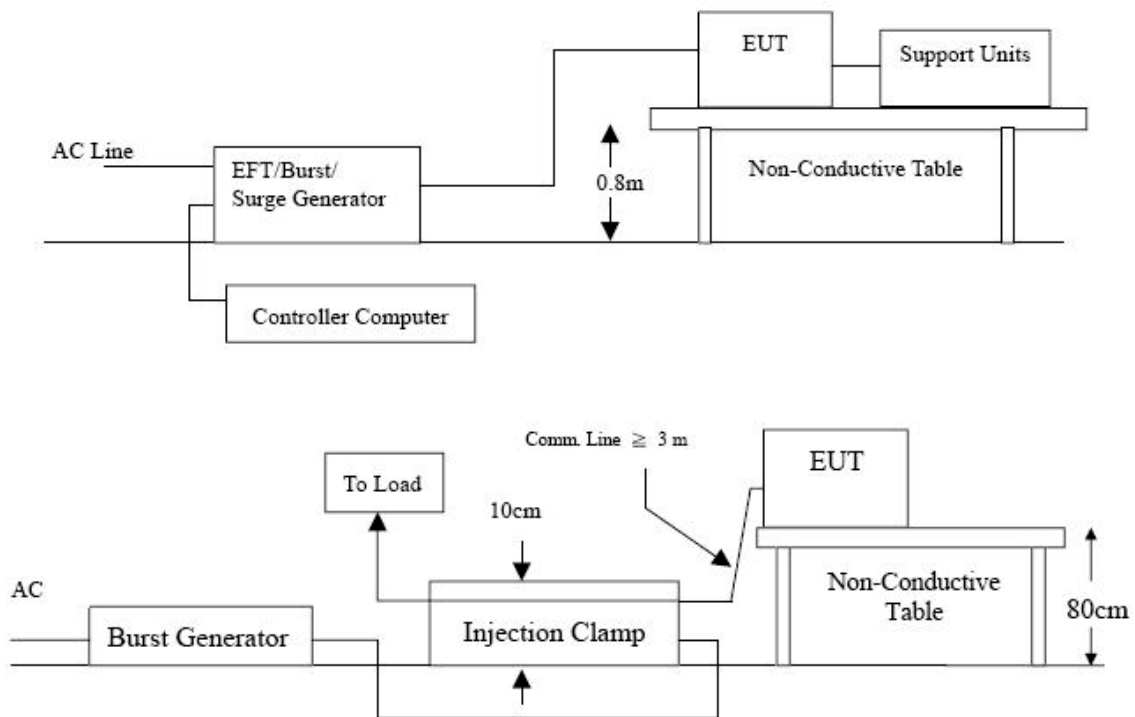 EUT
Support Units
AC Line
EFT/Burst/
Surge Generator
0.8m
Non-Conductive Table
Controller Computer
Comm. Line ≧ 3 m
EUT
To Load
10cm
AC
Burst Generator
Injection Clamp
Non-Conductive
Table
80cm